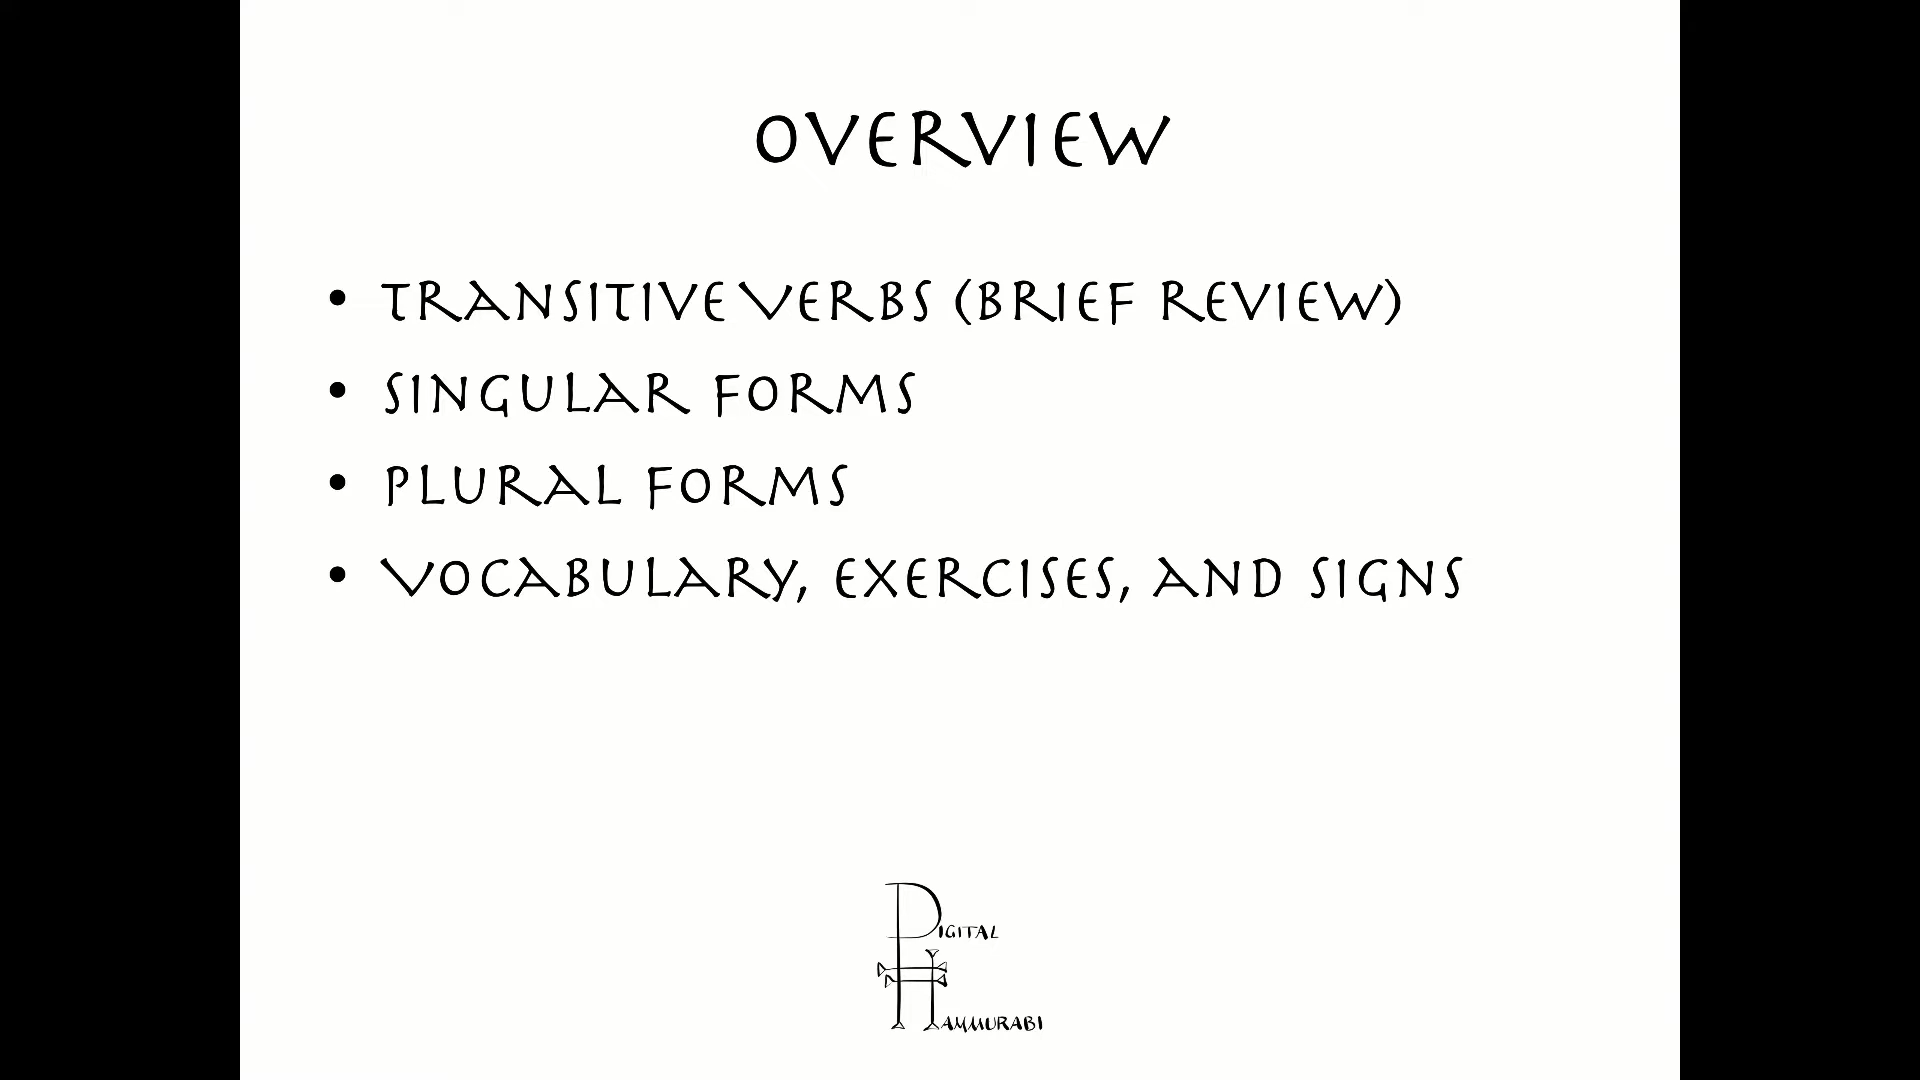 OVERVIEW
• TRANSITIVE VERBS (BRIEF REVIEW)
• SINGULAR FORMS
• PLURAL FORMS
• VOCABULARY, EXERCISES, AND SIGNS
DIGITAL
HAMMURABI